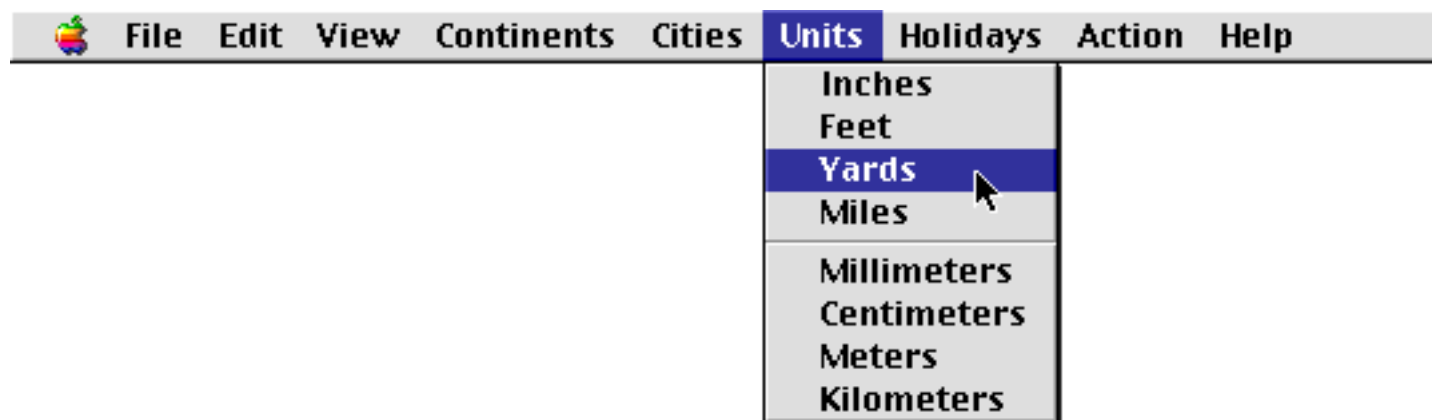 File Edit View Continents Cities Units Holidays Action Help
Inches
Feet
Yards
Miles
Millimeters
Centimeters
Meters
Kilometers